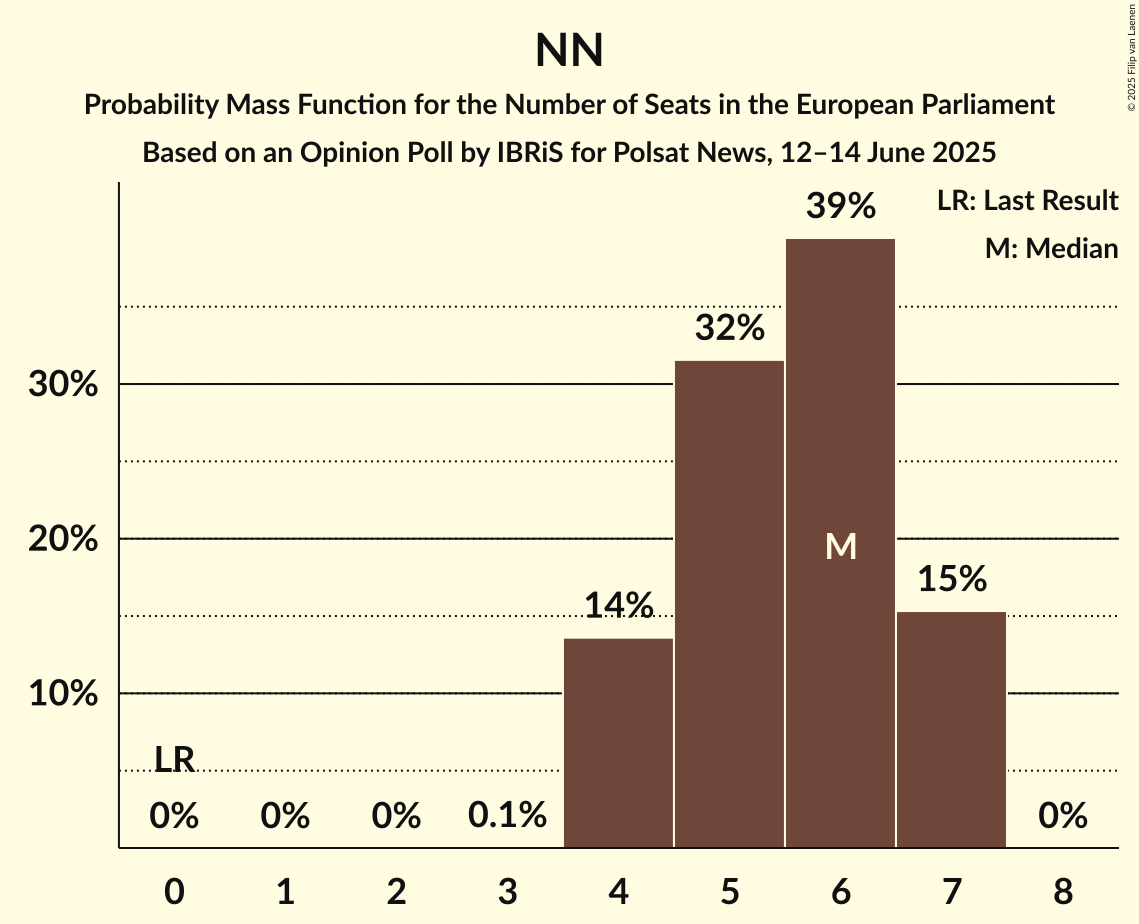 NN
Probability Mass Function for the Number of Seats in the European Parliament
Based on an Opinion Poll by IBRiS for Polsat News, 12–14 June 2025
© 2025 Filip van Laenen
LR: Last Result
M: Median
39%
32%
30%
20%
M
15%
14%
10%
LR
0%
0%
0%
0.1%
0%
0
1
2
3
4
5
6
7
8